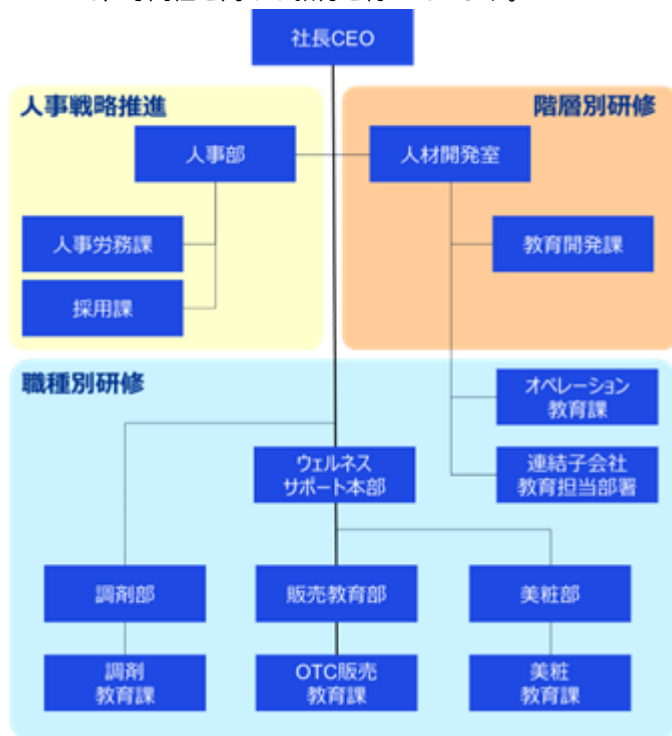 社長CEO
人事戦略推進
階層別研修
人事部
人材開発室
人事労務課
教育開発課
採用課
職種別研修
オペレーション
教育課
ウェルネス
サポート本部
連結子会社
教育担当部署
調剤部
販売教育部
美粧部
調剤
教育課
OTC販売
教育課
美粧
教育課